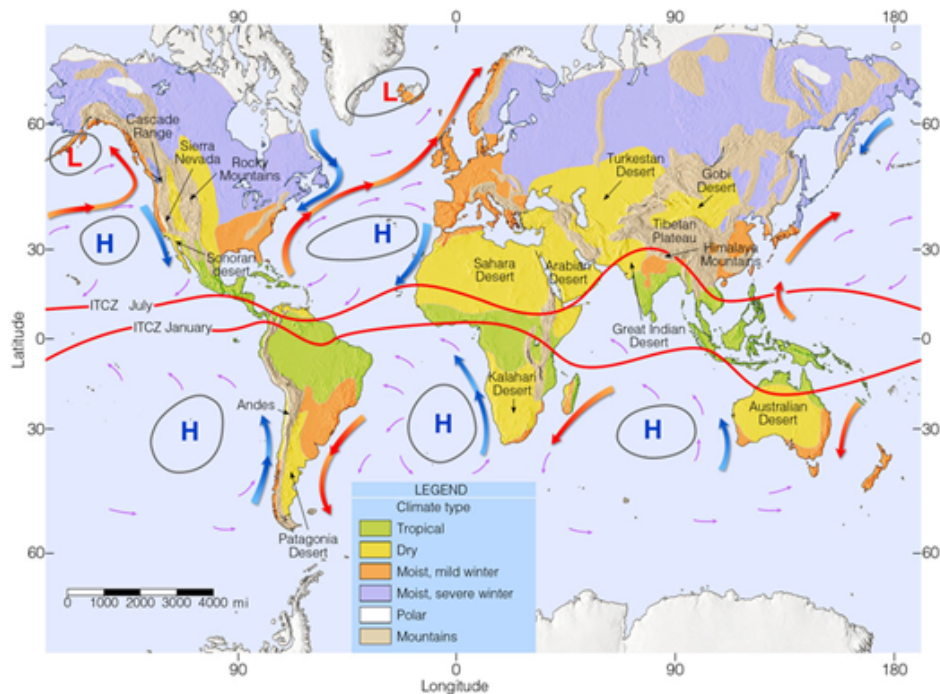 90
0
90
180
60
30
0
30
60
Latitude
60
30
0
30
60
L
L
Cascade
Range
Sierra
Nevada
Rocky
Mountains
Turkestan
Desert
Gobi
Desert
H
H
Sonoran
desert
Sahara
Desert
Arabian
Desert
Tibetan
Plateau
Himalaya
Mountains
ITCZ July
ITCZ January
Great Indian
Desert
Andes
Kalahari
Desert
Australian
Desert
H
H
H
Patagonia
Desert
LEGEND
Climate type
Tropical
Dry
Moist, mild winter
Moist, severe winter
Polar
Mountains
0 1000 2000 3000 4000 mi
90
0
90
180
Longitude